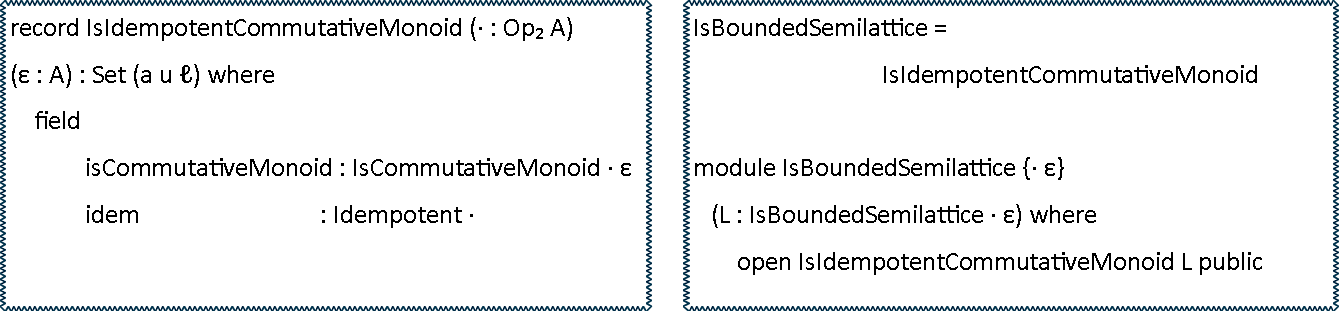 record IsIdempotentCommutativeMonoid (· : Op₂ A)
(ε : A) : Set (a u ℓ) where
field
isCommutativeMonoid : IsCommutativeMonoid · ε
idem : Idempotent ·
IsBoundedSemilattice =
IsIdempotentCommutativeMonoid
module IsBoundedSemilattice {· ε}
(L : IsBoundedSemilattice · ε) where
open IsIdempotentCommutativeMonoid L public